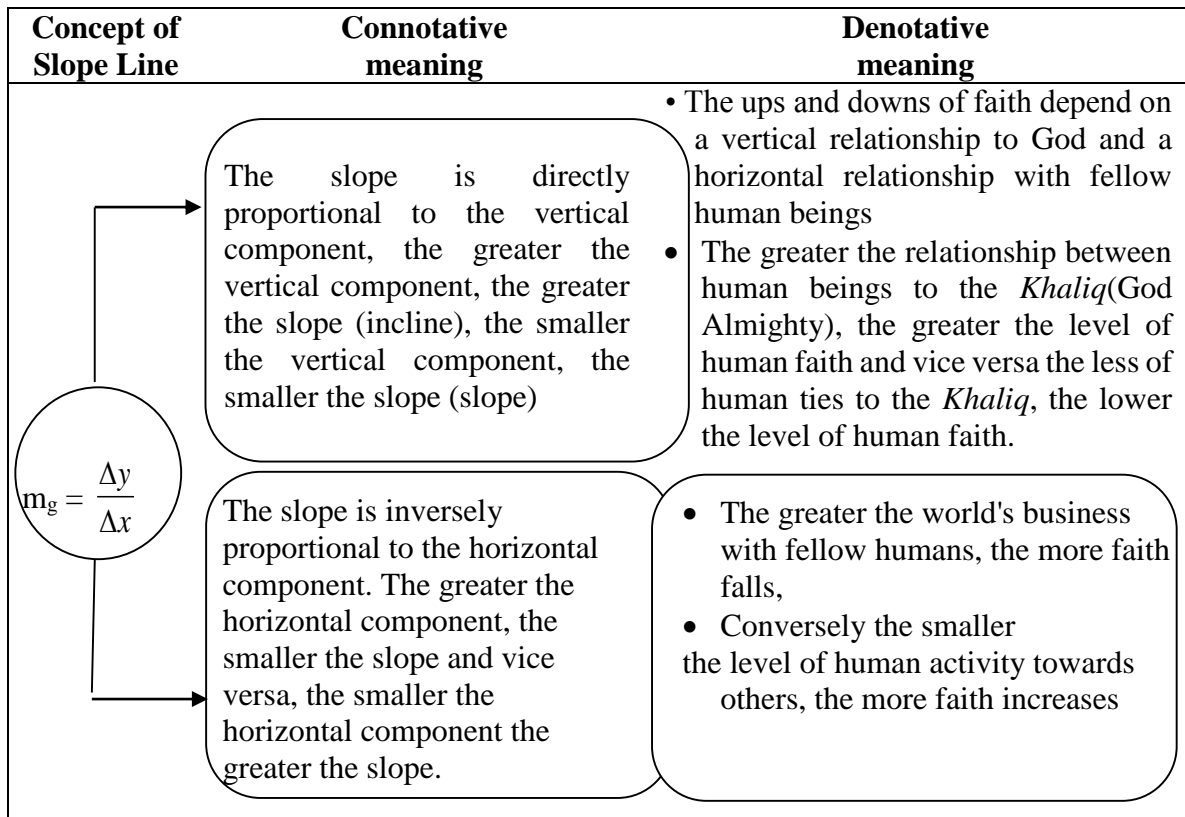 Concept of
Slope Line
Connotative
meaning
Denotative
meaning
m_g = Δy/Δx
The slope is directly
proportional to the vertical
component, the greater the
vertical component, the greater
the slope (incline), the smaller
the vertical component, the
smaller the slope (slope)
• The ups and downs of faith depend on
a vertical relationship to God and a
horizontal relationship with fellow
human beings
• The greater the relationship between
human beings to the Khaliq(God
Almighty), the greater the level of
human faith and vice versa the less of
human ties to the Khaliq, the lower
the level of human faith.
The slope is inversely
proportional to the horizontal
component. The greater the
horizontal component, the
smaller the slope and vice
versa, the smaller the
horizontal component the
greater the slope.
• The greater the world's business
with fellow humans, the more faith
falls,
• Conversely the smaller
the level of human activity towards
others, the more faith increases